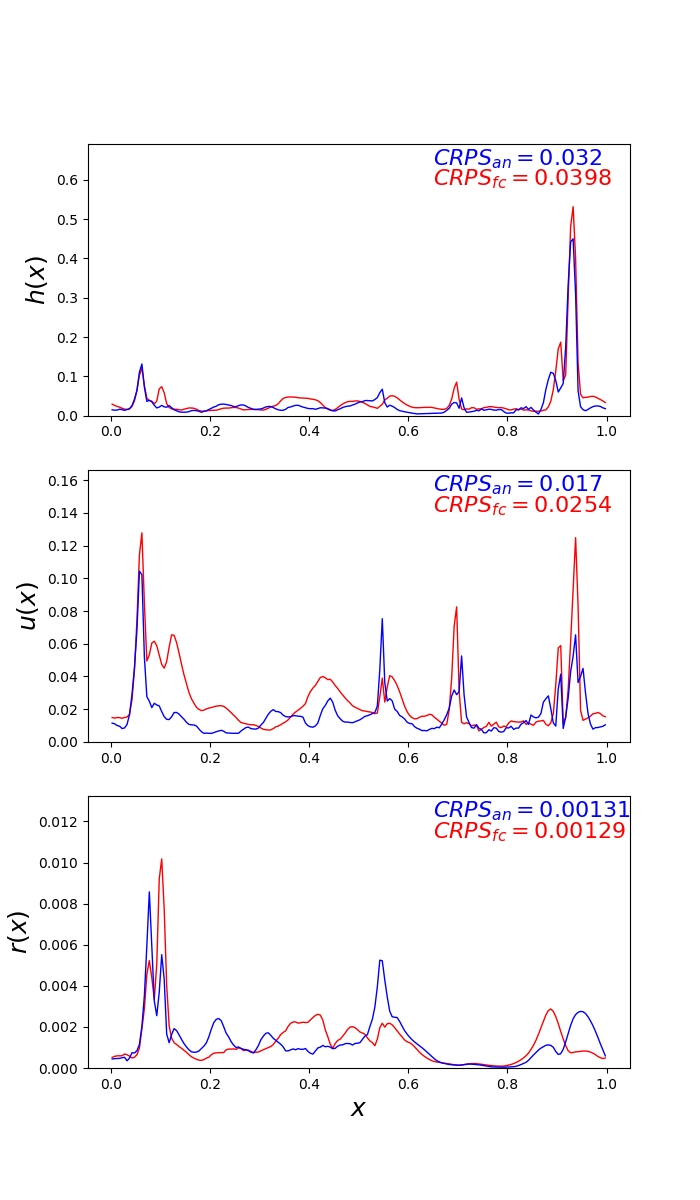 CRPS_an = 0.032
CRPS_fc = 0.0398
0.6
0.5
0.4
0.3
0.2
0.1
0.0
h(x)
0.0 0.2 0.4 0.6 0.8 1.0
CRPS_an = 0.017
CRPS_fc = 0.0254
0.16
0.14
0.12
0.10
0.08
0.06
0.04
0.02
0.00
u(x)
0.0 0.2 0.4 0.6 0.8 1.0
CRPS_an = 0.00131
CRPS_fc = 0.00129
0.012
0.010
0.008
0.006
0.004
0.002
0.000
r(x)
0.0 0.2 0.4 0.6 0.8 1.0
x